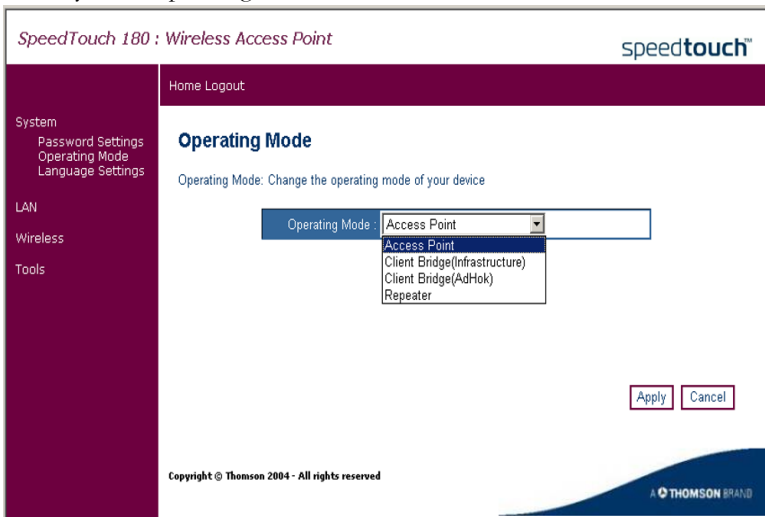 SpeedTouch 180 : Wireless Access Point
speedtouch™
Home Logout
System
Password Settings
Operating Mode
Language Settings
LAN
Wireless
Tools
Operating Mode
Operating Mode: Change the operating mode of your device
Operating Mode : Access Point
Access Point
Client Bridge(Infrastructure)
Client Bridge(AdHok)
Repeater
Apply Cancel
Copyright © Thomson 2004 - All rights reserved
A THOMSON BRAND